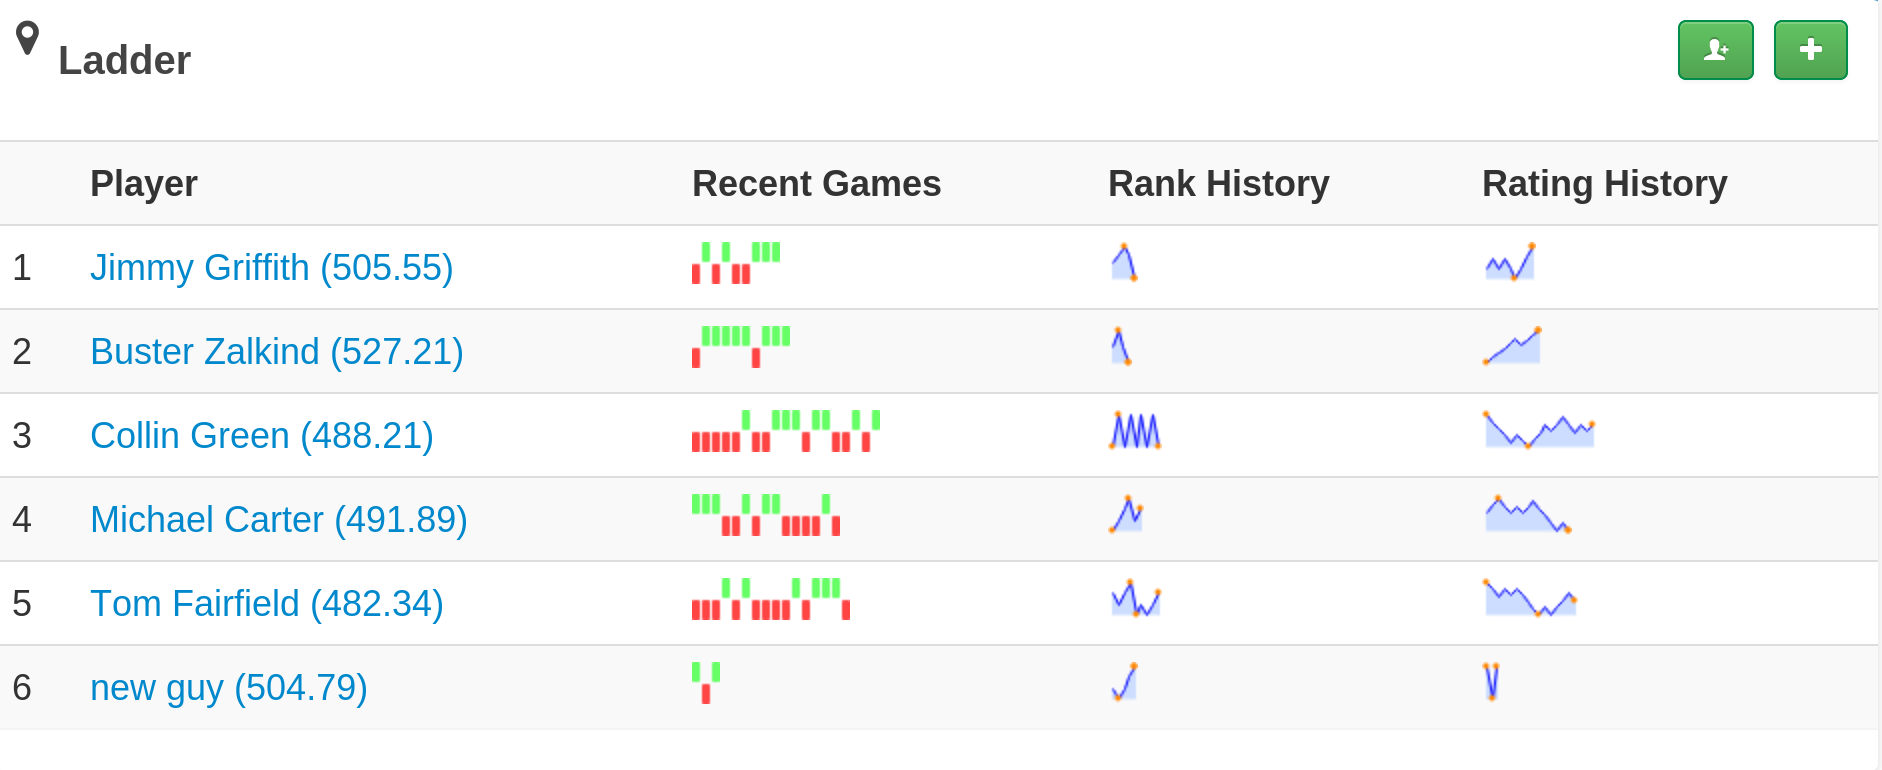 Ladder
Player Recent Games Rank History Rating History
1 Jimmy Griffith (505.55)
2 Buster Zalkind (527.21)
3 Collin Green (488.21)
4 Michael Carter (491.89)
5 Tom Fairfield (482.34)
6 new guy (504.79)